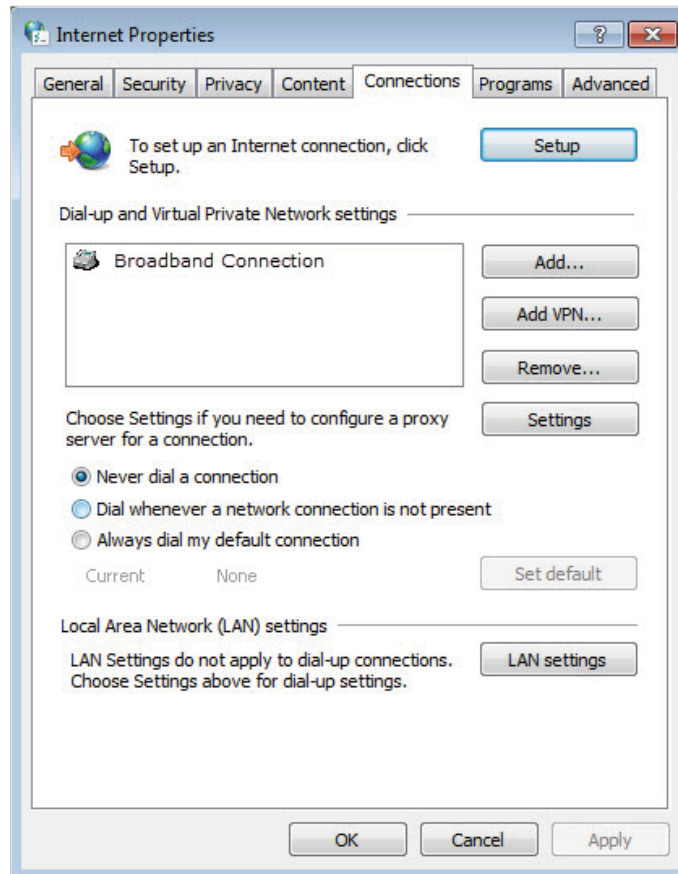 Internet Properties
General Security Privacy Content Connections Programs Advanced
To set up an Internet connection, click
Setup.
Setup
Dial-up and Virtual Private Network settings
Broadband Connection
Add...
Add VPN...
Remove...
Choose Settings if you need to configure a proxy
server for a connection.
Settings
Never dial a connection
Dial whenever a network connection is not present
Always dial my default connection
Current None
Set default
Local Area Network (LAN) settings
LAN Settings do not apply to dial-up connections.
Choose Settings above for dial-up settings.
LAN settings
OK Cancel Apply